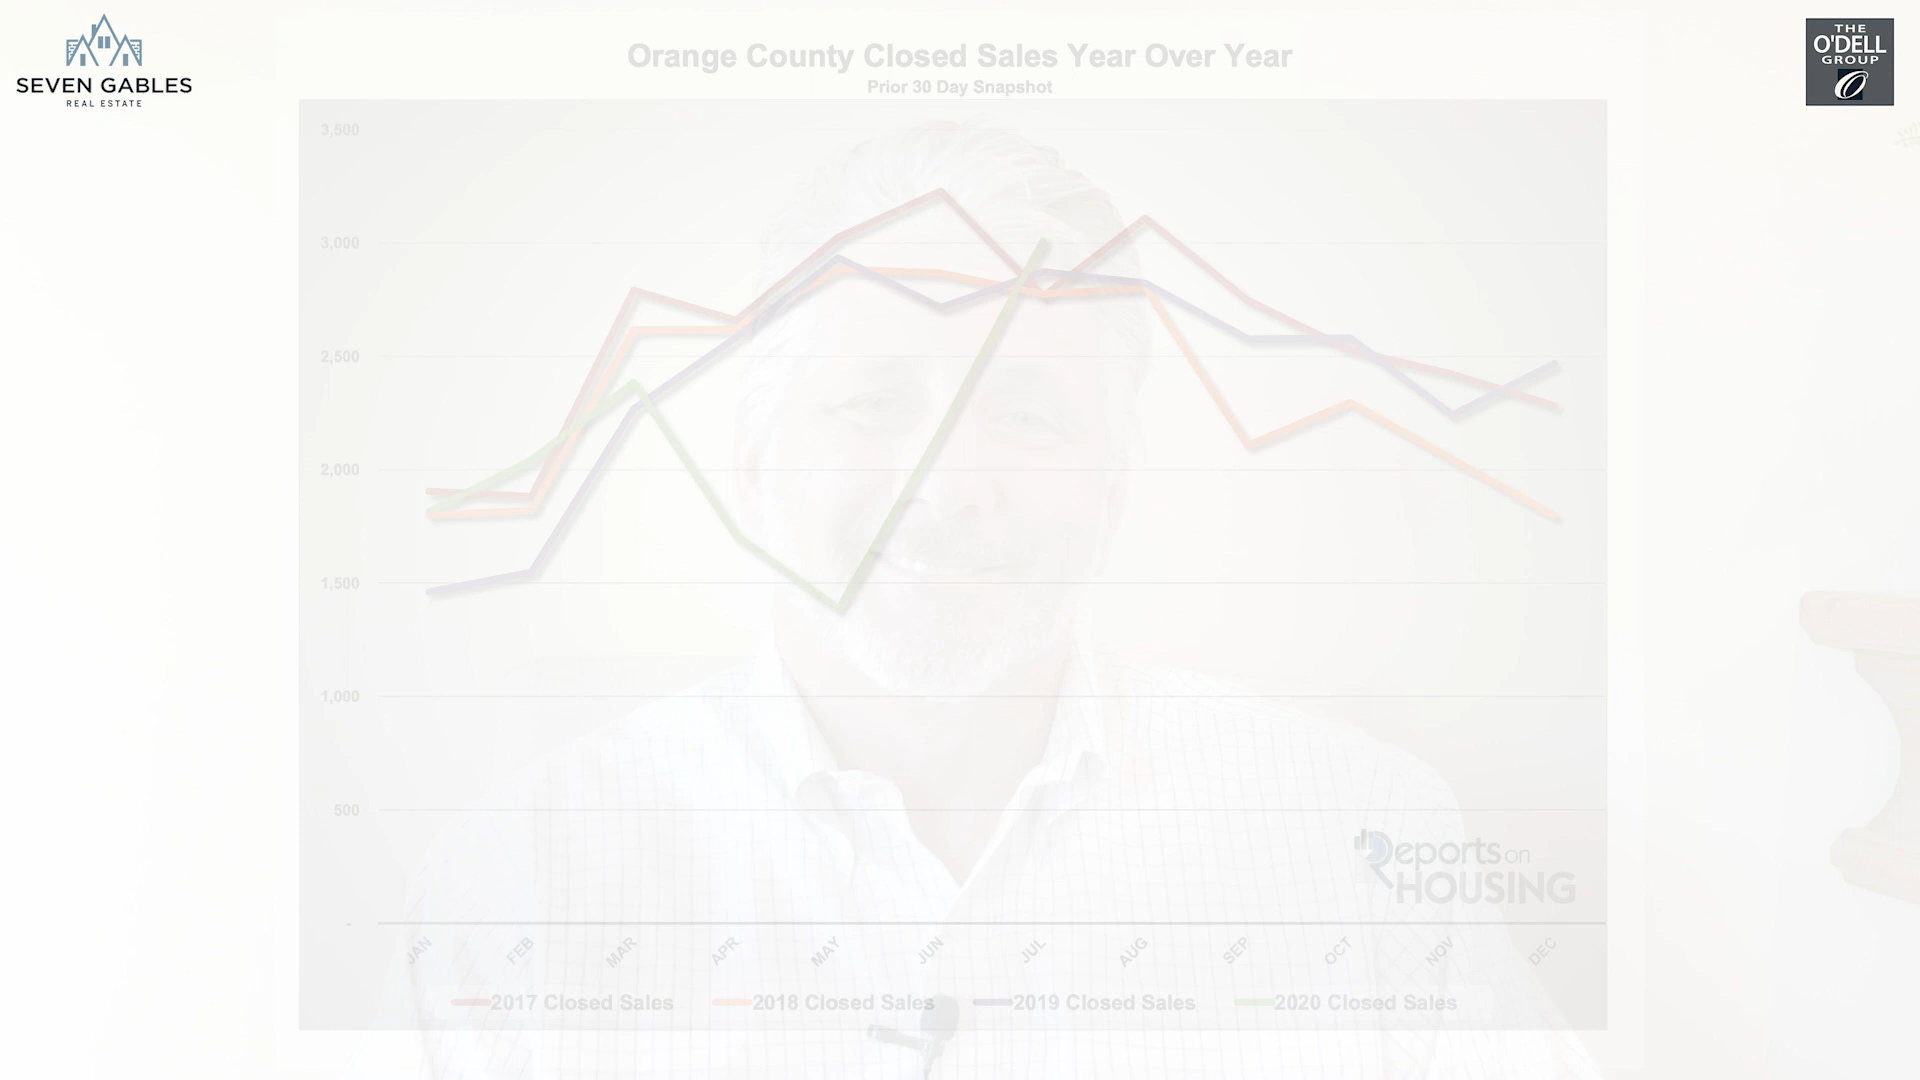 SEVEN GABLES
REAL ESTATE
THE
O'DELL
GROUP
Orange County Closed Sales Year Over Year
Prior 30 Day Snapshot
3,500
3,000
2,500
2,000
1,500
1,000
500
-
Reports on
HOUSING
JAN FEB MAR APR MAY JUN JUL AUG SEP OCT NOV DEC
2017 Closed Sales 2018 Closed Sales 2019 Closed Sales 2020 Closed Sales